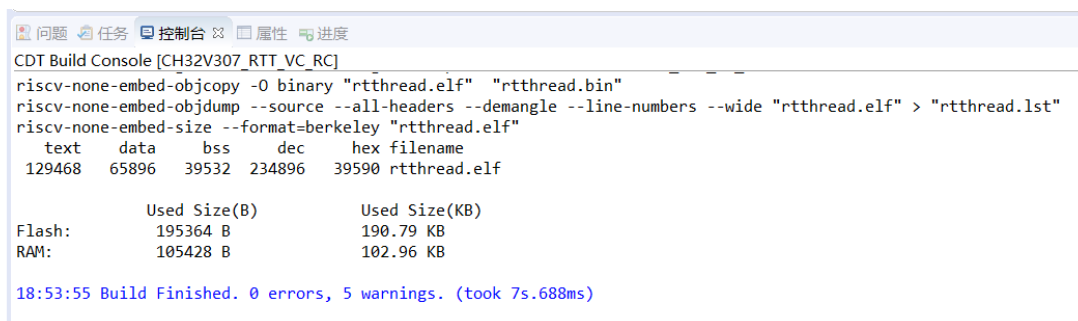 问题 任务 控制台 属性 进度
CDT Build Console [CH32V307_RTT_VC_RC]
riscv-none-embed-objcopy -O binary "rtthread.elf"  "rtthread.bin"
riscv-none-embed-objdump --source --all-headers --demangle --line-numbers --wide "rtthread.elf" > "rtthread.lst"
riscv-none-embed-size --format=berkeley "rtthread.elf"
   text    data     bss     dec     hex filename
 129468   65896   39532  234896   39590 rtthread.elf
             Used Size(B)           Used Size(KB)
Flash:        195364 B              190.79 KB
RAM:          105428 B              102.96 KB
18:53:55 Build Finished. 0 errors, 5 warnings. (took 7s.688ms)